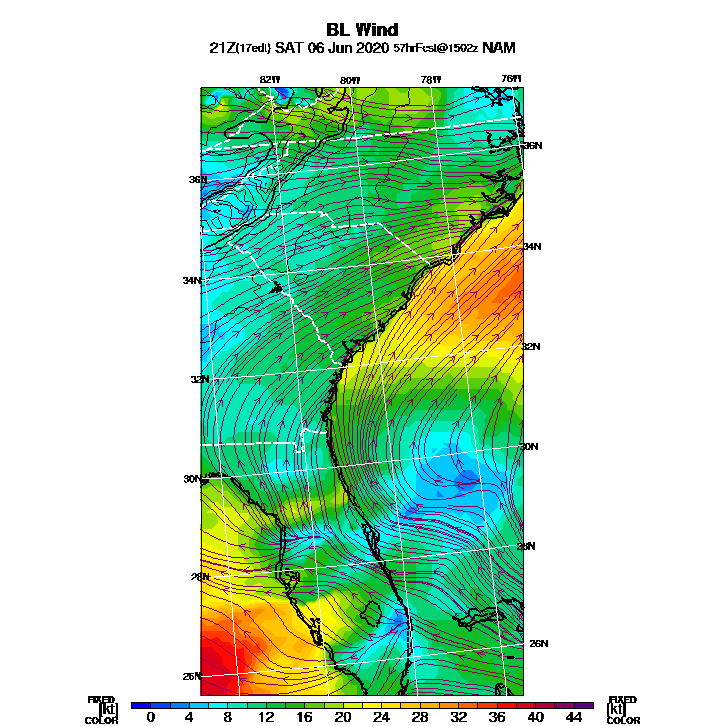 BL Wind
21Z(17edt) SAT 06 Jun 2020 57hrFcst@1502z NAM
82W 80W 78W 76W
36N
36N
34N
34N
32N
32N
30N
30N
28N
28N
26N
26N
FIXED FIXED
[kt] [kt]
COLOR 0 4 8 12 16 20 24 28 32 36 40 44 COLOR